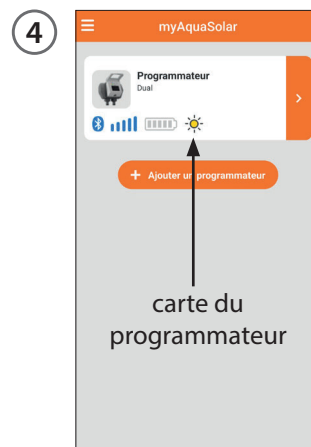 4
myAquaSolar
Programmateur
Dual
+ Ajouter un programmateur
carte du
programmateur